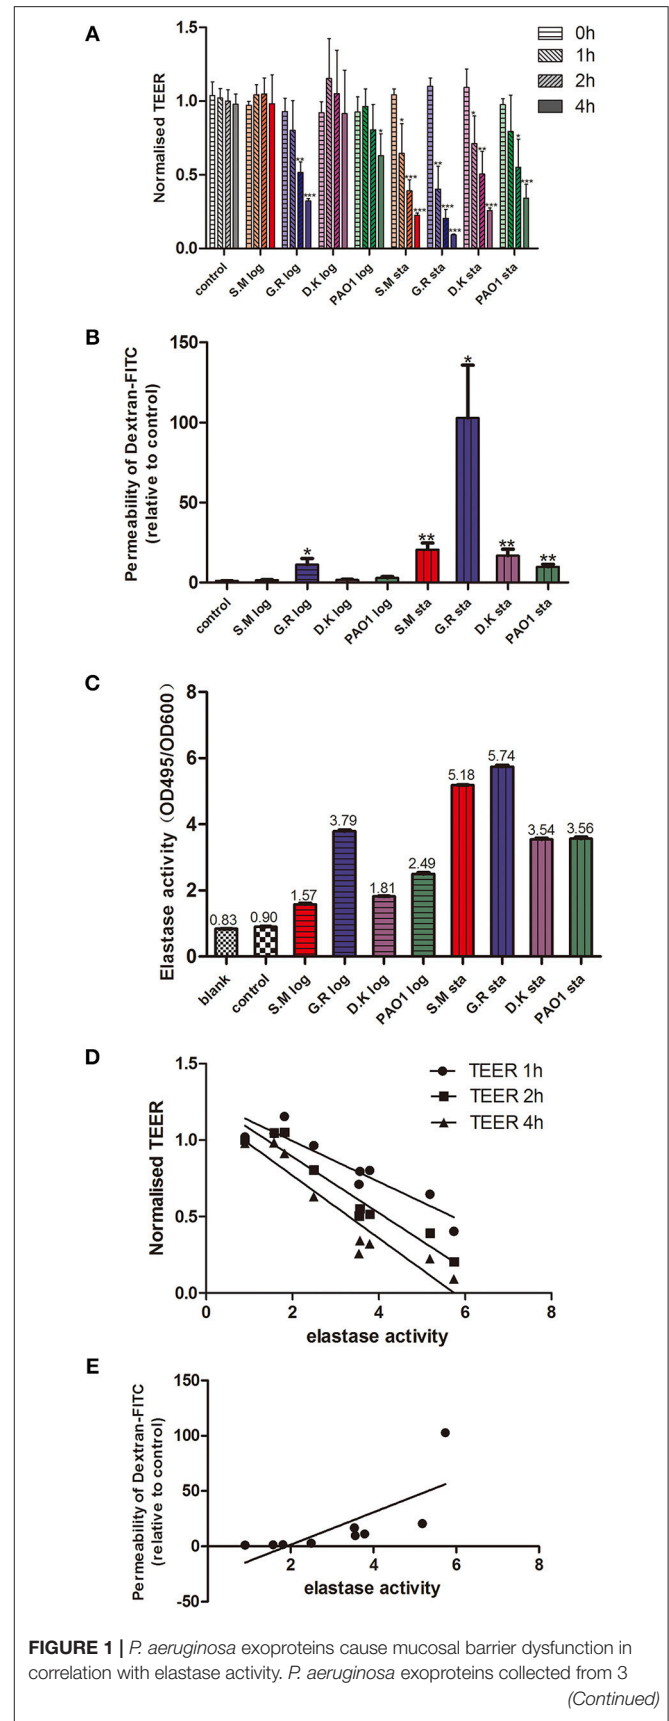 A
1.5
1.0
0.5
0.0
Normalised TEER
0h
1h
2h
4h
* * * * * *
** ** ** *
*** *** *** *** *** *** ***
control
S.M log
G.R log
D.K log
PAO1 log
S.M sta
G.R sta
D.K sta
PAO1 sta
B
150
100
50
0
Permeability of Dextran-FITC
(relative to control)
*
**
*
**
**
control
S.M log
G.R log
D.K log
PAO1 log
S.M sta
G.R sta
D.K sta
PAO1 sta
C
8
6
4
2
0
Elastase activity（OD495/OD600）
0.83
0.90
1.57
3.79
1.81
2.49
5.18
5.74
3.54
3.56
blank
control
S.M log
G.R log
D.K log
PAO1 log
S.M sta
G.R sta
D.K sta
PAO1 sta
D
1.5
1.0
0.5
0.0
Normalised TEER
TEER 1h
TEER 2h
TEER 4h
0 2 4 6 8
elastase activity
E
150
100
50
0
-50
Permeability of Dextran-FITC
(relative to control)
2 4 6 8
elastase activity
FIGURE 1 | P. aeruginosa exoproteins cause mucosal barrier dysfunction in
correlation with elastase activity. P. aeruginosa exoproteins collected from 3
(Continued)